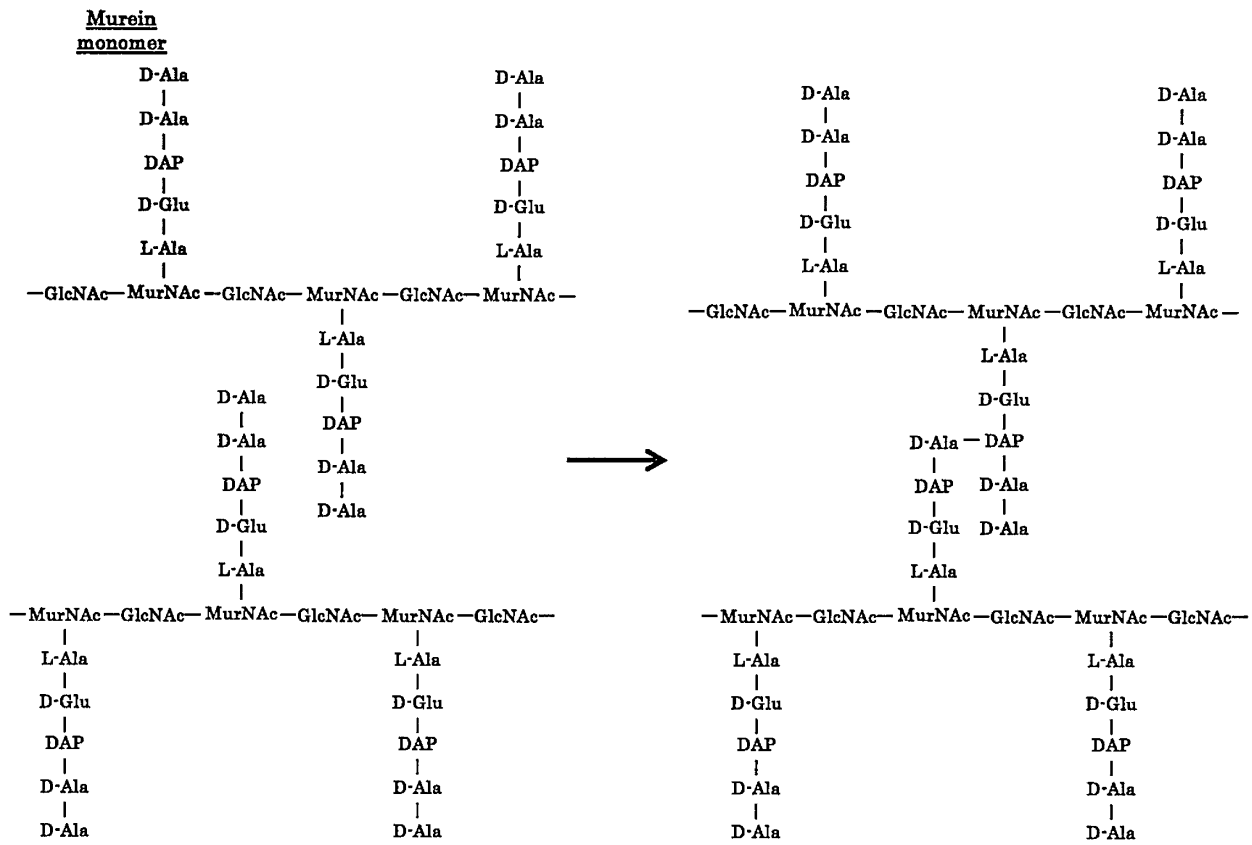 Murein
monomer
D-Ala
D-Ala
DAP
D-Glu
L-Ala
D-Ala
D-Ala
DAP
D-Glu
L-Ala
GlcNAc MurNAc GlcNAc MurNAc GlcNAc MurNAc
L-Ala
D-Glu
DAP
D-Ala
D-Ala
D-Ala
D-Ala
DAP
D-Glu
L-Ala
MurNAc GlcNAc MurNAc GlcNAc MurNAc GlcNAc
L-Ala
D-Glu
DAP
D-Ala
D-Ala
L-Ala
D-Glu
DAP
D-Ala
D-Ala
D-Ala
D-Ala
DAP
D-Glu
L-Ala
D-Ala
D-Ala
DAP
D-Glu
L-Ala
GlcNAc MurNAc GlcNAc MurNAc GlcNAc MurNAc
L-Ala
D-Glu
D-Ala DAP
DAP D-Ala
D-Glu D-Ala
L-Ala
MurNAc GlcNAc MurNAc GlcNAc MurNAc GlcNAc
L-Ala
D-Glu
DAP
D-Ala
D-Ala
L-Ala
D-Glu
DAP
D-Ala
D-Ala